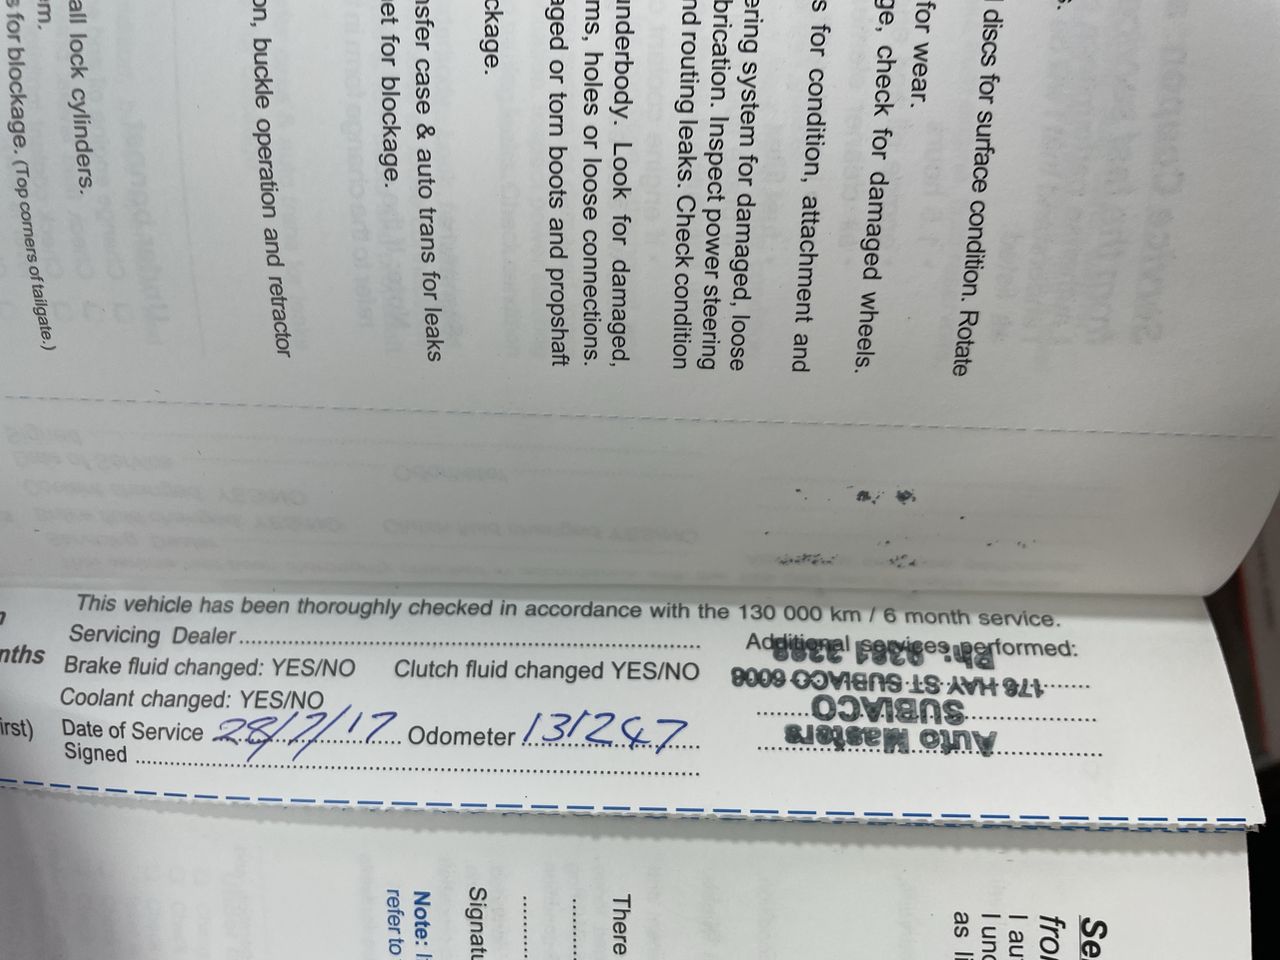 s.
discs for surface condition. Rotate
for wear.
ge, check for damaged wheels.
s for condition, attachment and
ering system for damaged, loose
brication. Inspect power steering
nd routing leaks. Check condition
underbody. Look for damaged,
ms, holes or loose connections.
aged or torn boots and propshaft
ckage.
nsfer case & auto trans for leaks
et for blockage.
on, buckle operation and retractor
all lock cylinders.
em.
s for blockage. (Top corners of tailgate.)
This vehicle has been thoroughly checked in accordance with the 130 000 km / 6 month service.
Servicing Dealer
Additional services performed:
nths
Brake fluid changed: YES/NO Clutch fluid changed YES/NO
Coolant changed: YES/NO
irst)
Date of Service 28/7/17 Odometer 131247
Signed
Auto Masters
SUBIACO
178 HAY ST SUBIACO 6008
Ph: 9381
Se
fro
I au
I und
as li
There
Signatu
Note: I
refer to